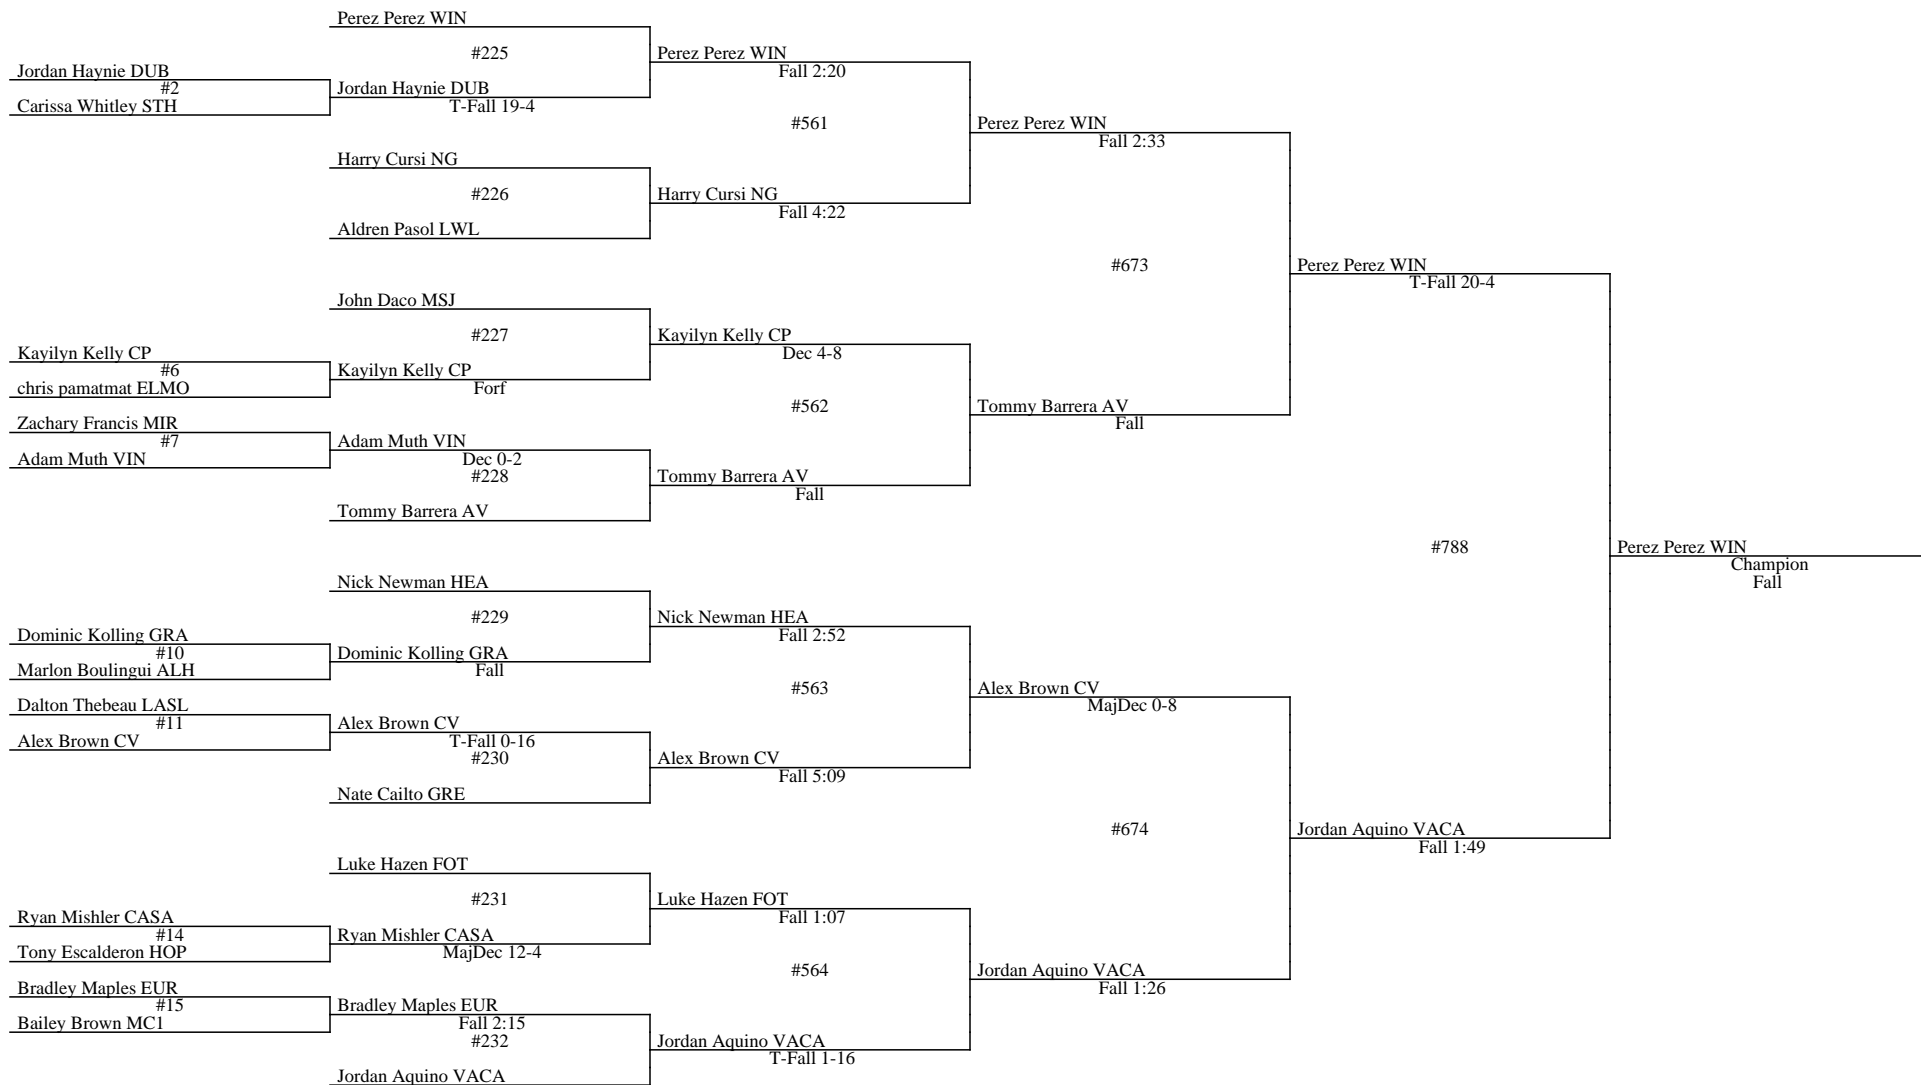 Perez Perez WIN
#225
Perez Perez WIN
Jordan Haynie DUB
Fall 2:20
#2
Jordan Haynie DUB
Carissa Whitley STH
T-Fall 19-4
#561
Perez Perez WIN
Fall 2:33
Harry Cursi NG
#226
Harry Cursi NG
Fall 4:22
Aldren Pasol LWL
#673
Perez Perez WIN
T-Fall 20-4
John Daco MSJ
#227
Kayilyn Kelly CP
Kayilyn Kelly CP
Dec 4-8
#6
Kayilyn Kelly CP
chris pamatmat ELMO
Forf
#562
Tommy Barrera AV
Zachary Francis MIR
Fall
#7
Adam Muth VIN
Adam Muth VIN
Dec 0-2
#228
Tommy Barrera AV
Fall
Tommy Barrera AV
#788
Perez Perez WIN
Champion
Fall
Nick Newman HEA
#229
Nick Newman HEA
Dominic Kolling GRA
Fall 2:52
#10
Dominic Kolling GRA
Marlon Boulingui ALH
Fall
#563
Alex Brown CV
Dalton Thebeau LASL
MajDec 0-8
#11
Alex Brown CV
Alex Brown CV
T-Fall 0-16
#230
Alex Brown CV
Fall 5:09
Nate Cailto GRE
#674
Jordan Aquino VACA
Fall 1:49
Luke Hazen FOT
#231
Luke Hazen FOT
Ryan Mishler CASA
Fall 1:07
#14
Ryan Mishler CASA
Tony Escalderon HOP
MajDec 12-4
#564
Jordan Aquino VACA
Bradley Maples EUR
Fall 1:26
#15
Bradley Maples EUR
Bailey Brown MC1
Fall 2:15
#232
Jordan Aquino VACA
T-Fall 1-16
Jordan Aquino VACA